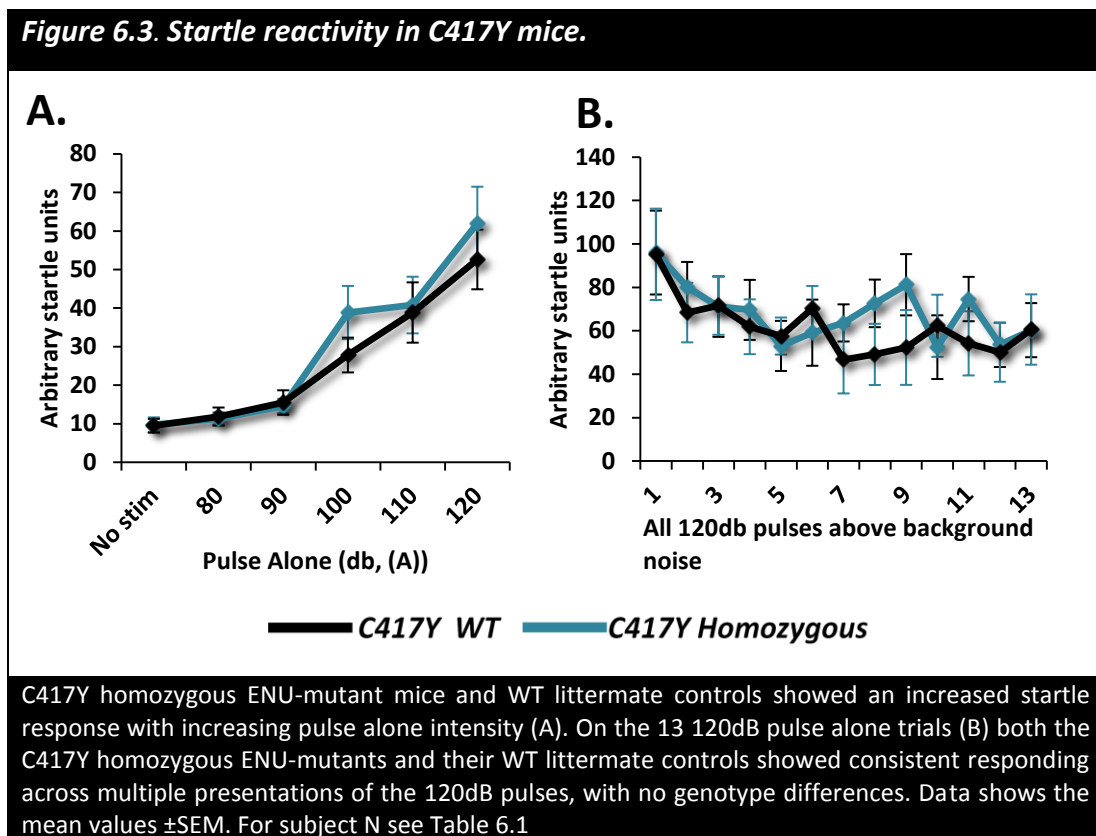 Figure 6.3. Startle reactivity in C417Y mice.
A.
Arbitrary startle units
80
70
60
50
40
30
20
10
0
No stim
80
90
100
110
120
Pulse Alone (db, (A))
B.
Arbitrary startle units
140
120
100
80
60
40
20
0
1
3
5
7
9
11
13
All 120db pulses above background
noise
C417Y WT
C417Y Homozygous
C417Y homozygous ENU-mutant mice and WT littermate controls showed an increased startle
response with increasing pulse alone intensity (A). On the 13 120dB pulse alone trials (B) both the
C417Y homozygous ENU-mutants and their WT littermate controls showed consistent responding
across multiple presentations of the 120dB pulses, with no genotype differences. Data shows the
mean values ±SEM. For subject N see Table 6.1